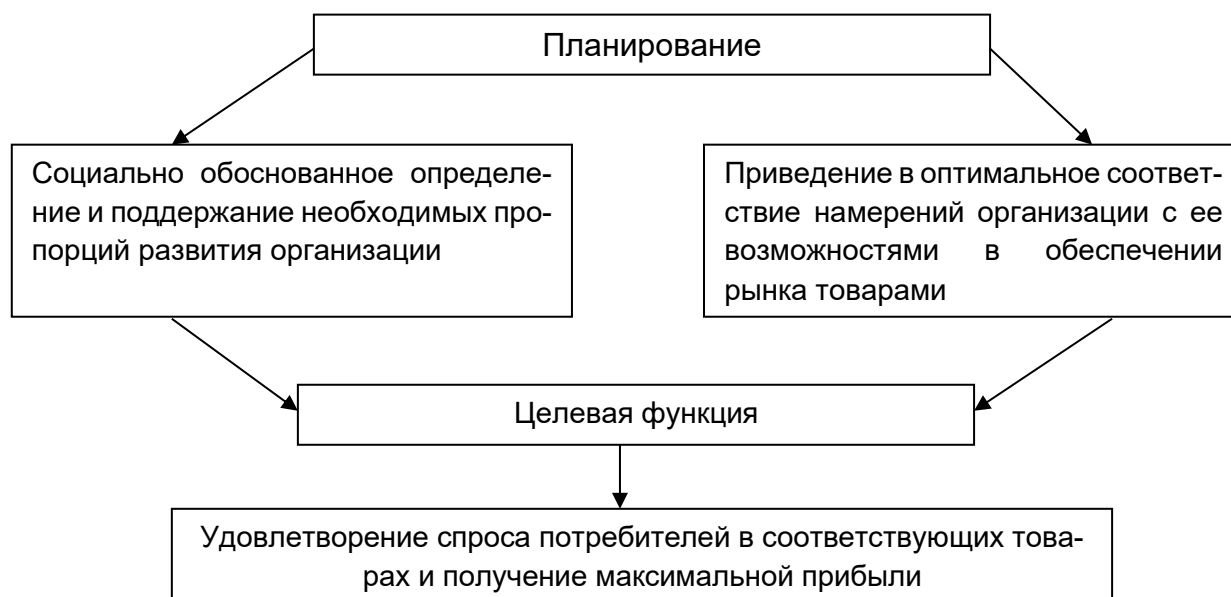 Планирование
Социально обоснованное определе-
ние и поддержание необходимых про-
порций развития организации
Приведение в оптимальное соответ-
ствие намерений организации с ее
возможностями в обеспечении
рынка товарами
Целевая функция
Удовлетворение спроса потребителей в соответствующих това-
рах и получение максимальной прибыли